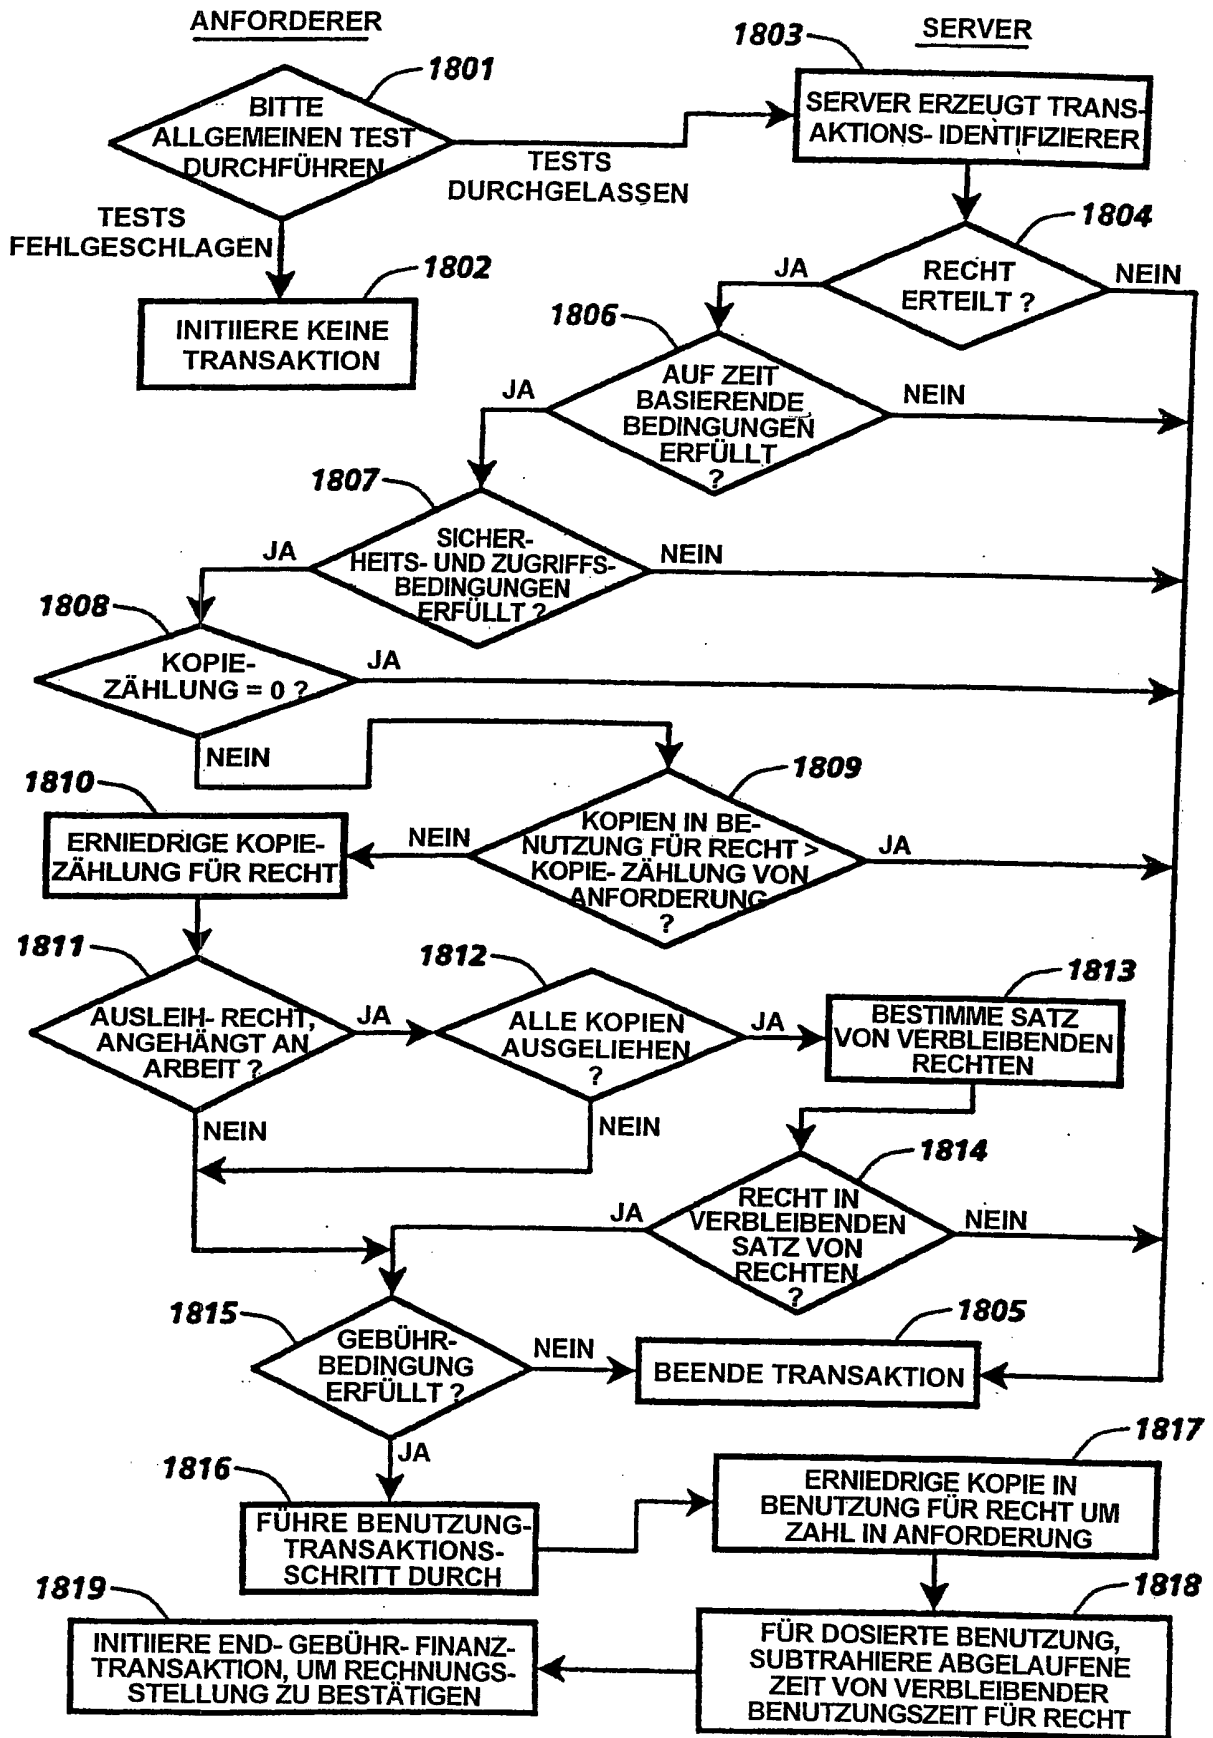 ANFORDERER
SERVER
1801
BITTE
ALLGEMEINEN TEST
DURCHFÜHREN
TESTS
DURCHGELASSEN
TESTS
FEHLGESCHLAGEN
1802
INITIIERE KEINE
TRANSAKTION
1803
SERVER ERZEUGT TRANS-
AKTIONS- IDENTIFIZIERER
1804
RECHT
ERTEILT ?
JA
NEIN
1806
AUF ZEIT
BASIERENDE
BEDINGUNGEN
ERFÜLLT
?
JA
NEIN
1807
SICHER-
HEITS- UND ZUGRIFFS-
BEDINGUNGEN
ERFÜLLT ?
JA
NEIN
1808
KOPIE-
ZÄHLUNG = 0 ?
JA
NEIN
1809
KOPIEN IN BE-
NUTZUNG FÜR RECHT >
KOPIE- ZÄHLUNG VON
ANFORDERUNG
?
NEIN
JA
1810
ERNIEDRIGE KOPIE-
ZÄHLUNG FÜR RECHT
1811
AUSLEIH- RECHT,
ANGEHÄNGT AN
ARBEIT ?
JA
NEIN
1812
ALLE KOPIEN
AUSGELIEHEN
?
JA
NEIN
1813
BESTIMME SATZ
VON VERBLEIBENDEN
RECHTEN
1814
RECHT IN
VERBLEIBENDEN
SATZ VON
RECHTEN
?
JA
NEIN
1815
GEBÜHR-
BEDINGUNG
ERFÜLLT ?
NEIN
JA
1805
BEENDE TRANSAKTION
1816
FÜHRE BENUTZUNG-
TRANSAKTIONS-
SCHRITT DURCH
1817
ERNIEDRIGE KOPIE IN
BENUTZUNG FÜR RECHT UM
ZAHL IN ANFORDERUNG
1818
FÜR DOSIERTE BENUTZUNG,
SUBTRAHIERE ABGELAUFENE
ZEIT VON VERBLEIBENDER
BENUTZUNGSZEIT FÜR RECHT
1819
INITIIERE END- GEBÜHR- FINANZ-
TRANSAKTION, UM RECHNUNGS-
STELLUNG ZU BESTÄTIGEN